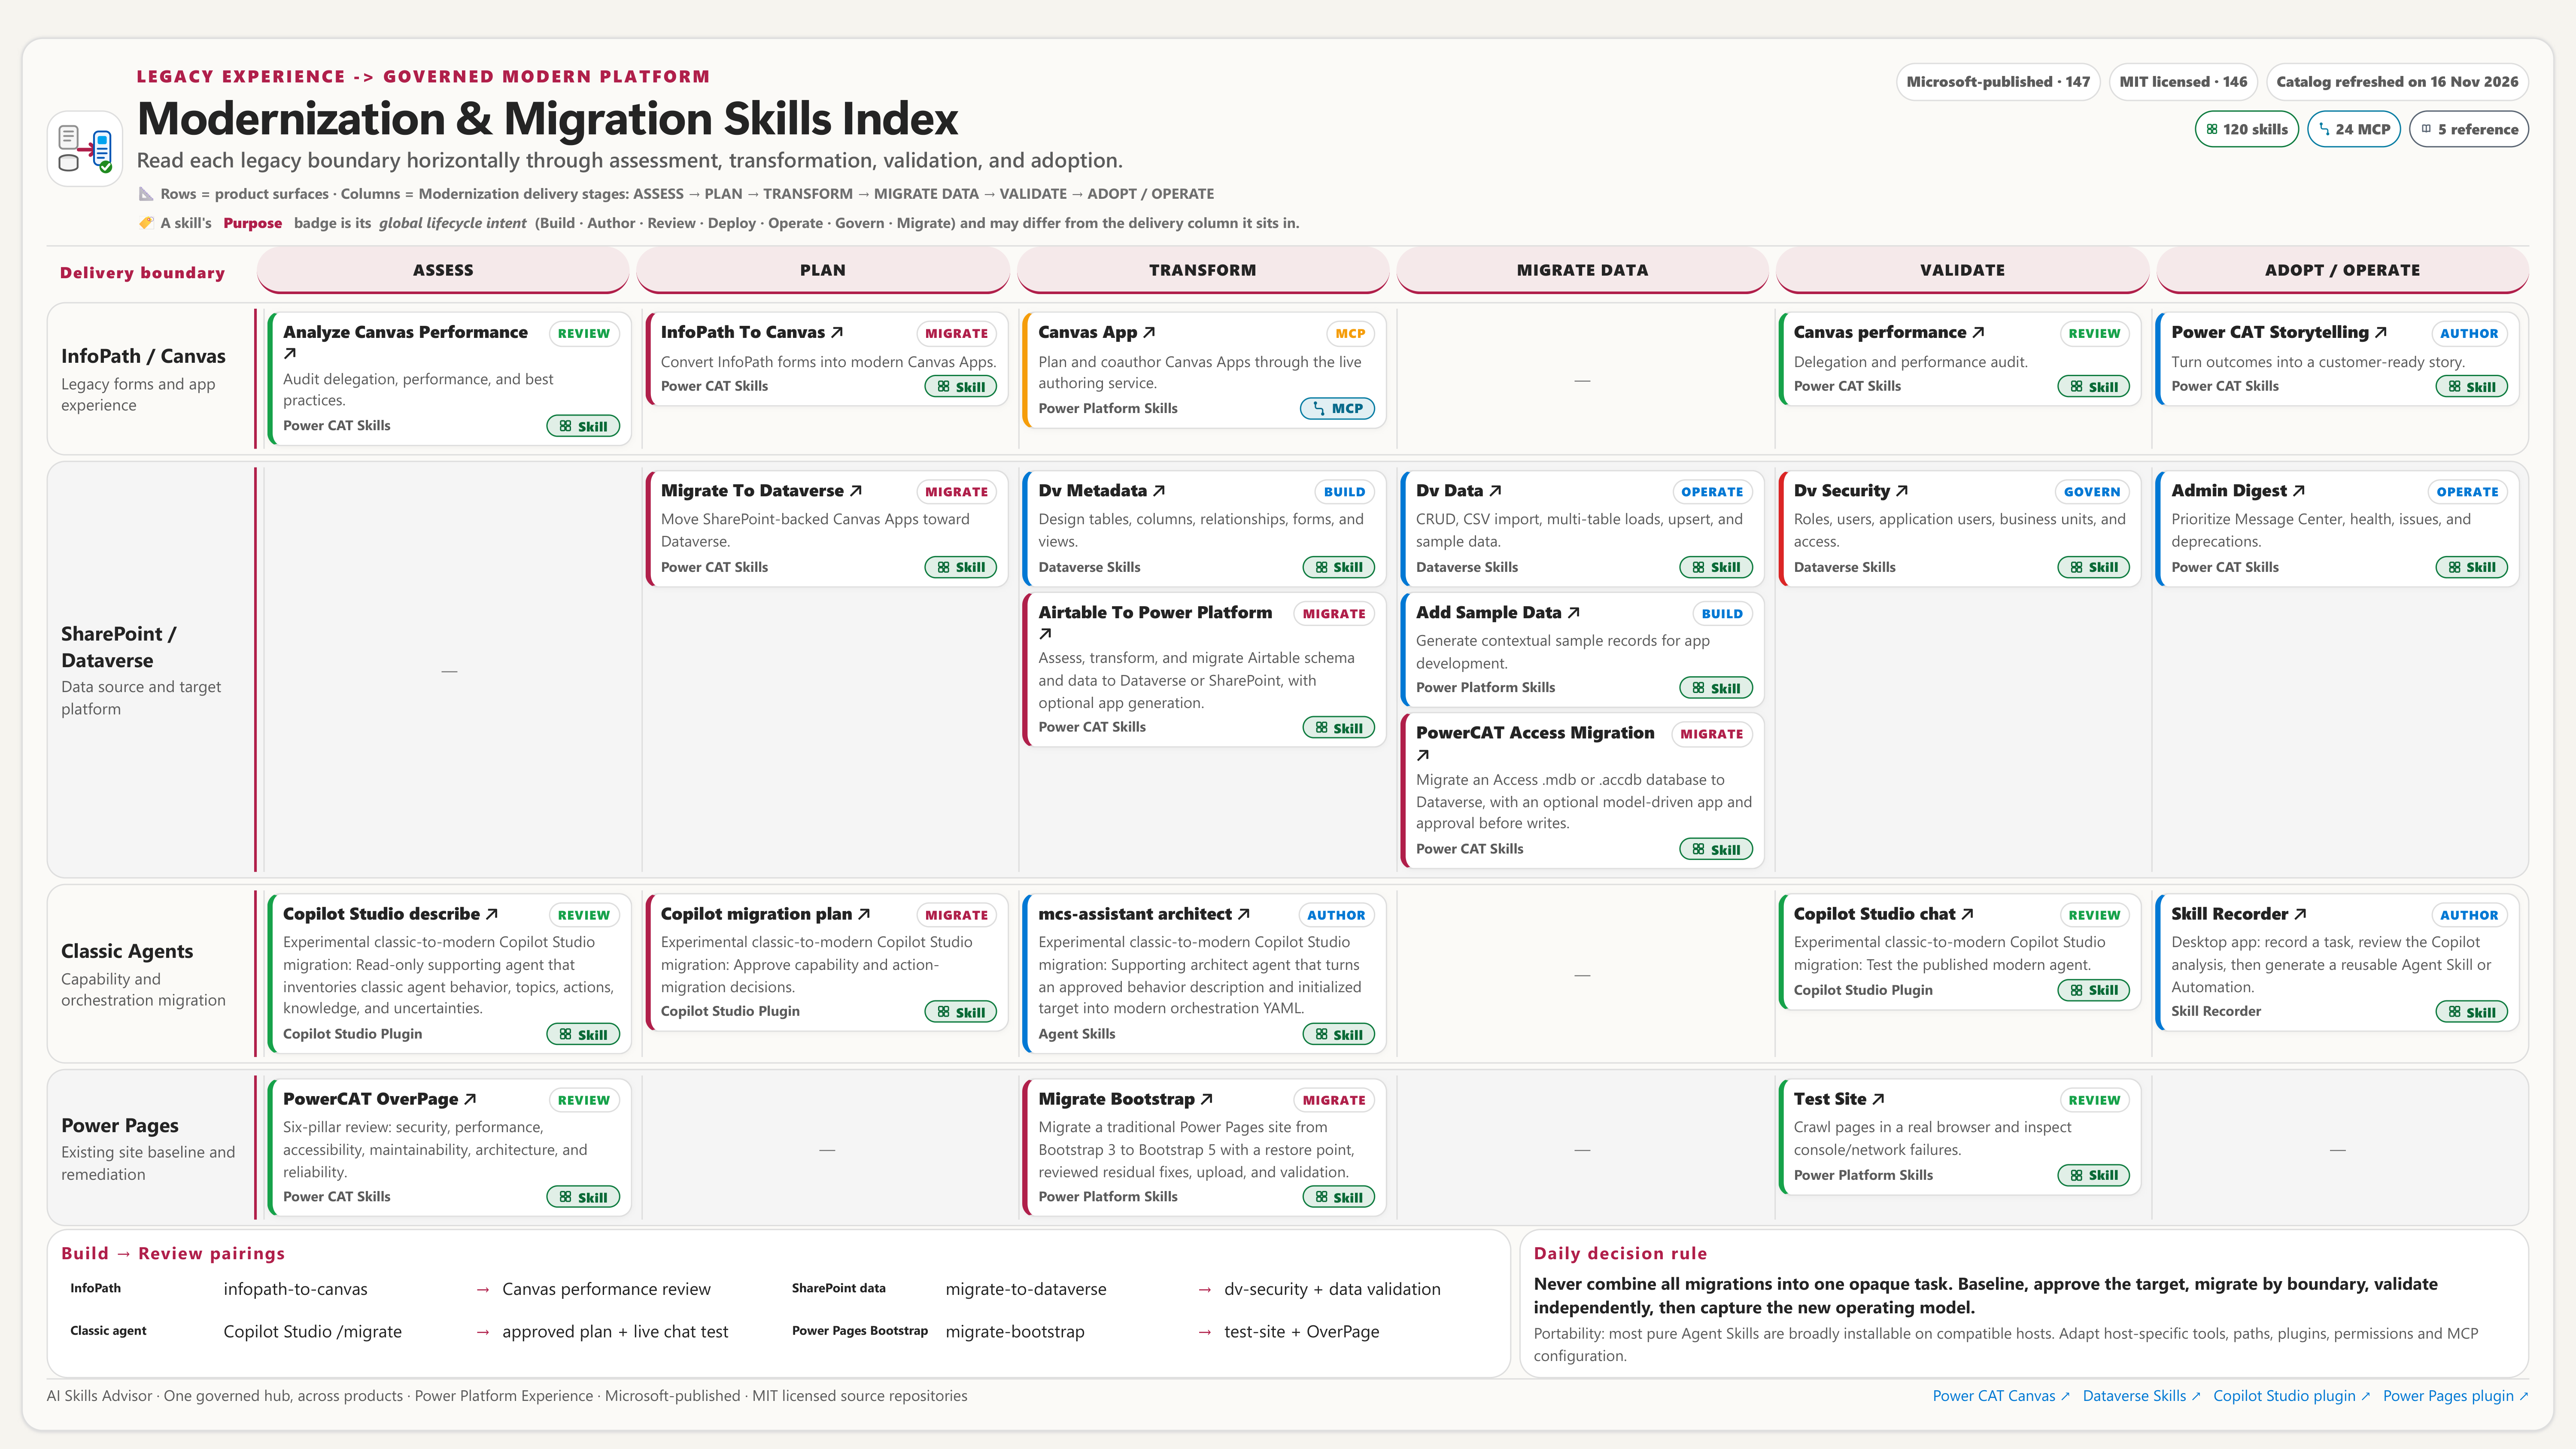 LEGACY EXPERIENCE -> GOVERNED MODERN PLATFORM
Modernization & Migration Skills Index
Read each legacy boundary horizontally through assessment, transformation, validation, and adoption.
Rows = product surfaces · Columns = Modernization delivery stages: ASSESS → PLAN → TRANSFORM → MIGRATE DATA → VALIDATE → ADOPT / OPERATE
A skill's Purpose badge is its global lifecycle intent (Build · Author · Review · Deploy · Operate · Govern · Migrate) and may differ from the delivery column it sits in.
Microsoft-published · 147
MIT licensed · 146
Catalog refreshed on 16 Nov 2026
120 skills
24 MCP
5 reference
Delivery boundary
ASSESS
PLAN
TRANSFORM
MIGRATE DATA
VALIDATE
ADOPT / OPERATE
InfoPath / Canvas
Legacy forms and app
experience
Analyze Canvas Performance
↗
REVIEW
Audit delegation, performance, and best
practices.
Power CAT Skills
Skill
InfoPath To Canvas ↗
MIGRATE
Convert InfoPath forms into modern Canvas Apps.
Power CAT Skills
Skill
Canvas App ↗
MCP
Plan and coauthor Canvas Apps through the live
authoring service.
Power Platform Skills
MCP
—
Canvas performance ↗
REVIEW
Delegation and performance audit.
Power CAT Skills
Skill
Power CAT Storytelling ↗
AUTHOR
Turn outcomes into a customer-ready story.
Power CAT Skills
Skill
SharePoint /
Dataverse
Data source and target
platform
—
Migrate To Dataverse ↗
MIGRATE
Move SharePoint-backed Canvas Apps toward
Dataverse.
Power CAT Skills
Skill
Dv Metadata ↗
BUILD
Design tables, columns, relationships, forms, and
views.
Dataverse Skills
Skill
Airtable To Power Platform
↗
MIGRATE
Assess, transform, and migrate Airtable schema
and data to Dataverse or SharePoint, with
optional app generation.
Power CAT Skills
Skill
Dv Data ↗
OPERATE
CRUD, CSV import, multi-table loads, upsert, and
sample data.
Dataverse Skills
Skill
Add Sample Data ↗
BUILD
Generate contextual sample records for app
development.
Power Platform Skills
Skill
PowerCAT Access Migration
↗
MIGRATE
Migrate an Access .mdb or .accdb database to
Dataverse, with an optional model-driven app and
approval before writes.
Power CAT Skills
Skill
Dv Security ↗
GOVERN
Roles, users, application users, business units, and
access.
Dataverse Skills
Skill
Admin Digest ↗
OPERATE
Prioritize Message Center, health, issues, and
deprecations.
Power CAT Skills
Skill
Classic Agents
Capability and
orchestration migration
Copilot Studio describe ↗
REVIEW
Experimental classic-to-modern Copilot Studio
migration: Read-only supporting agent that
inventories classic agent behavior, topics, actions,
knowledge, and uncertainties.
Copilot Studio Plugin
Skill
Copilot migration plan ↗
MIGRATE
Experimental classic-to-modern Copilot Studio
migration: Approve capability and action-
migration decisions.
Copilot Studio Plugin
Skill
mcs-assistant architect ↗
AUTHOR
Experimental classic-to-modern Copilot Studio
migration: Supporting architect agent that turns
an approved behavior description and initialized
target into modern orchestration YAML.
Agent Skills
Skill
—
Copilot Studio chat ↗
REVIEW
Experimental classic-to-modern Copilot Studio
migration: Test the published modern agent.
Copilot Studio Plugin
Skill
Skill Recorder ↗
AUTHOR
Desktop app: record a task, review the Copilot
analysis, then generate a reusable Agent Skill or
Automation.
Skill Recorder
Skill
Power Pages
Existing site baseline and
remediation
PowerCAT OverPage ↗
REVIEW
Six-pillar review: security, performance,
accessibility, maintainability, architecture, and
reliability.
Power CAT Skills
Skill
—
Migrate Bootstrap ↗
MIGRATE
Migrate a traditional Power Pages site from
Bootstrap 3 to Bootstrap 5 with a restore point,
reviewed residual fixes, upload, and validation.
Power Platform Skills
Skill
—
Test Site ↗
REVIEW
Crawl pages in a real browser and inspect
console/network failures.
Power Platform Skills
Skill
—
Build → Review pairings
InfoPath infopath-to-canvas → Canvas performance review
SharePoint data migrate-to-dataverse → dv-security + data validation
Classic agent Copilot Studio /migrate → approved plan + live chat test
Power Pages Bootstrap migrate-bootstrap → test-site + OverPage
Daily decision rule
Never combine all migrations into one opaque task. Baseline, approve the target, migrate by boundary, validate
independently, then capture the new operating model.
Portability: most pure Agent Skills are broadly installable on compatible hosts. Adapt host-specific tools, paths, plugins, permissions and MCP
configuration.
AI Skills Advisor · One governed hub, across products · Power Platform Experience · Microsoft-published · MIT licensed source repositories
Power CAT Canvas ↗ Dataverse Skills ↗ Copilot Studio plugin ↗ Power Pages plugin ↗